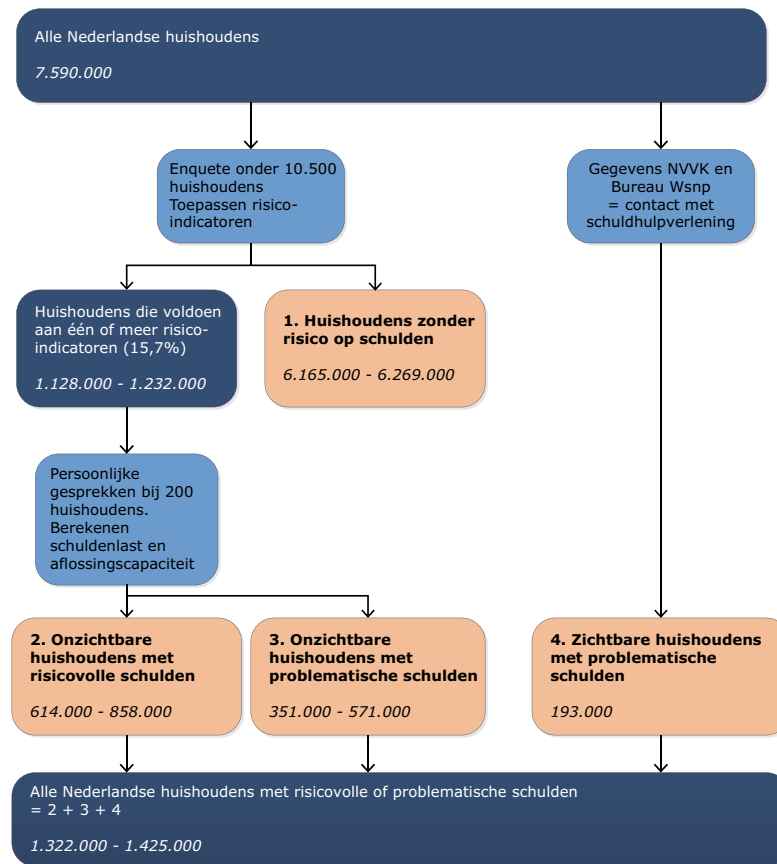 Alle Nederlandse huishoudens
7.590.000
Enquete onder 10.500
huishoudens
Toepassen risico-
indicatoren
Gegevens NVVK en
Bureau Wsnp
= contact met
schuldhulpverlening
Huishoudens die voldoen
aan één of meer risico-
indicatoren (15,7%)
1.128.000 - 1.232.000
1. Huishoudens zonder
risico op schulden
6.165.000 - 6.269.000
Persoonlijke
gesprekken bij 200
huishoudens.
Berekenen
schuldenlast en
aflossingscapaciteit
2. Onzichtbare
huishoudens met
risicovolle schulden
614.000 - 858.000
3. Onzichtbare
huishoudens met
problematische schulden
351.000 - 571.000
4. Zichtbare huishoudens
met problematische
schulden
193.000
Alle Nederlandse huishoudens met risicovolle of problematische schulden
= 2 + 3 + 4
1.322.000 - 1.425.000